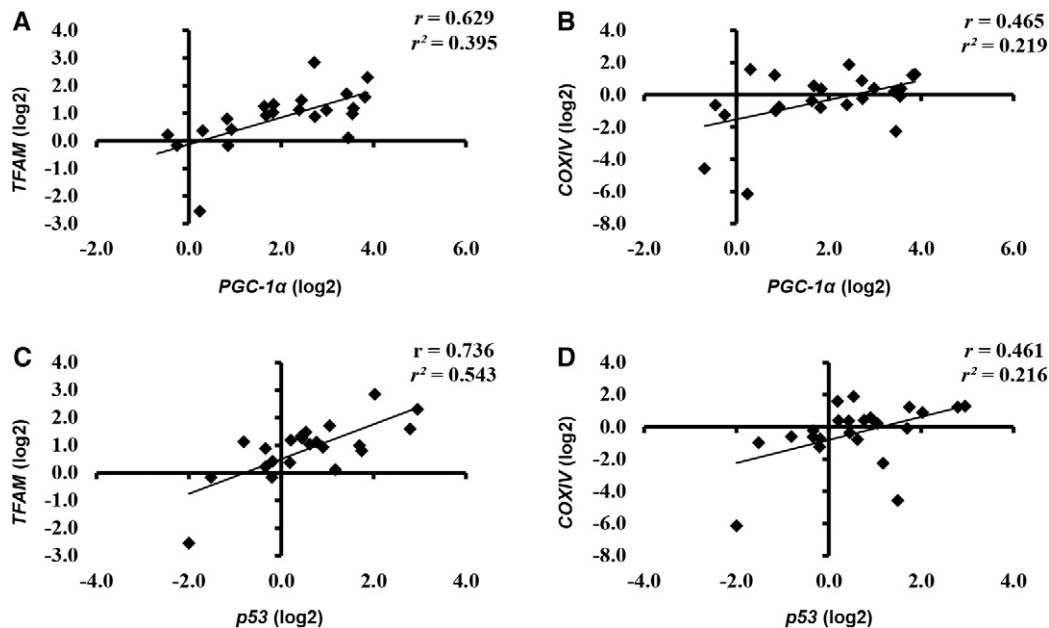 A
r = 0.629
r² = 0.395
4.0
3.0
2.0
1.0
0.0
-1.0
-2.0
-3.0
TFAM (log2)
-2.0 0.0 2.0 4.0 6.0
PGC-1α (log2)
B
r = 0.465
r² = 0.219
4.0
2.0
0.0
-2.0
-4.0
-6.0
-8.0
COXIV (log2)
-2.0 0.0 2.0 4.0 6.0
PGC-1α (log2)
C
r = 0.736
r² = 0.543
4.0
3.0
2.0
1.0
0.0
-1.0
-2.0
-3.0
TFAM (log2)
-4.0 -2.0 0.0 2.0 4.0
p53 (log2)
D
r = 0.461
r² = 0.216
4.0
2.0
0.0
-2.0
-4.0
-6.0
-8.0
COXIV (log2)
-4.0 -2.0 0.0 2.0 4.0
p53 (log2)